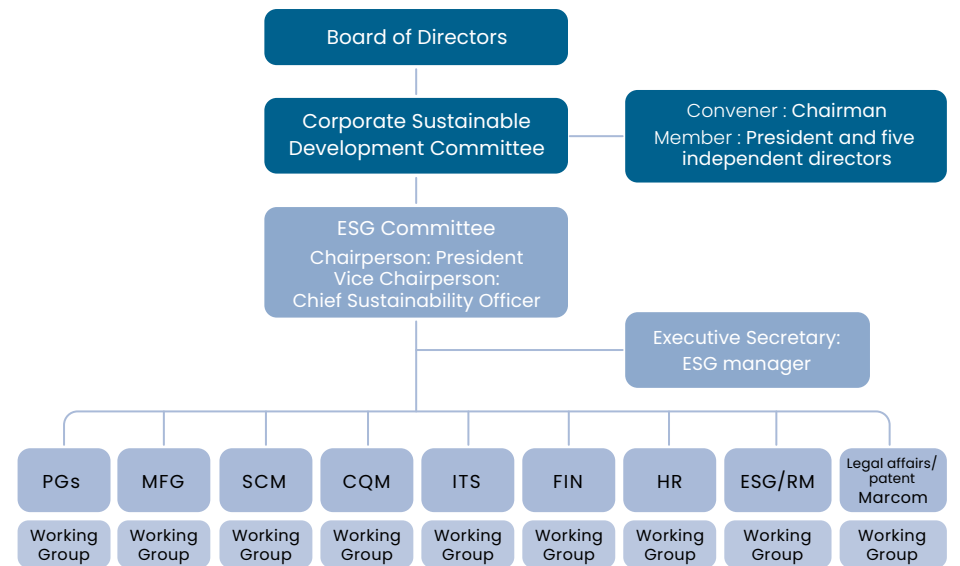 Board of Directors
Corporate Sustainable
Development Committee
Convener : Chairman
Member : President and five
independent directors
ESG Committee
Chairperson: President
Vice Chairperson:
Chief Sustainability Officer
Executive Secretary:
ESG manager
PGs
MFG
SCM
CQM
ITS
FIN
HR
ESG/RM
Legal affairs/
patent
Marcom
Working
Group
Working
Group
Working
Group
Working
Group
Working
Group
Working
Group
Working
Group
Working
Group
Working
Group